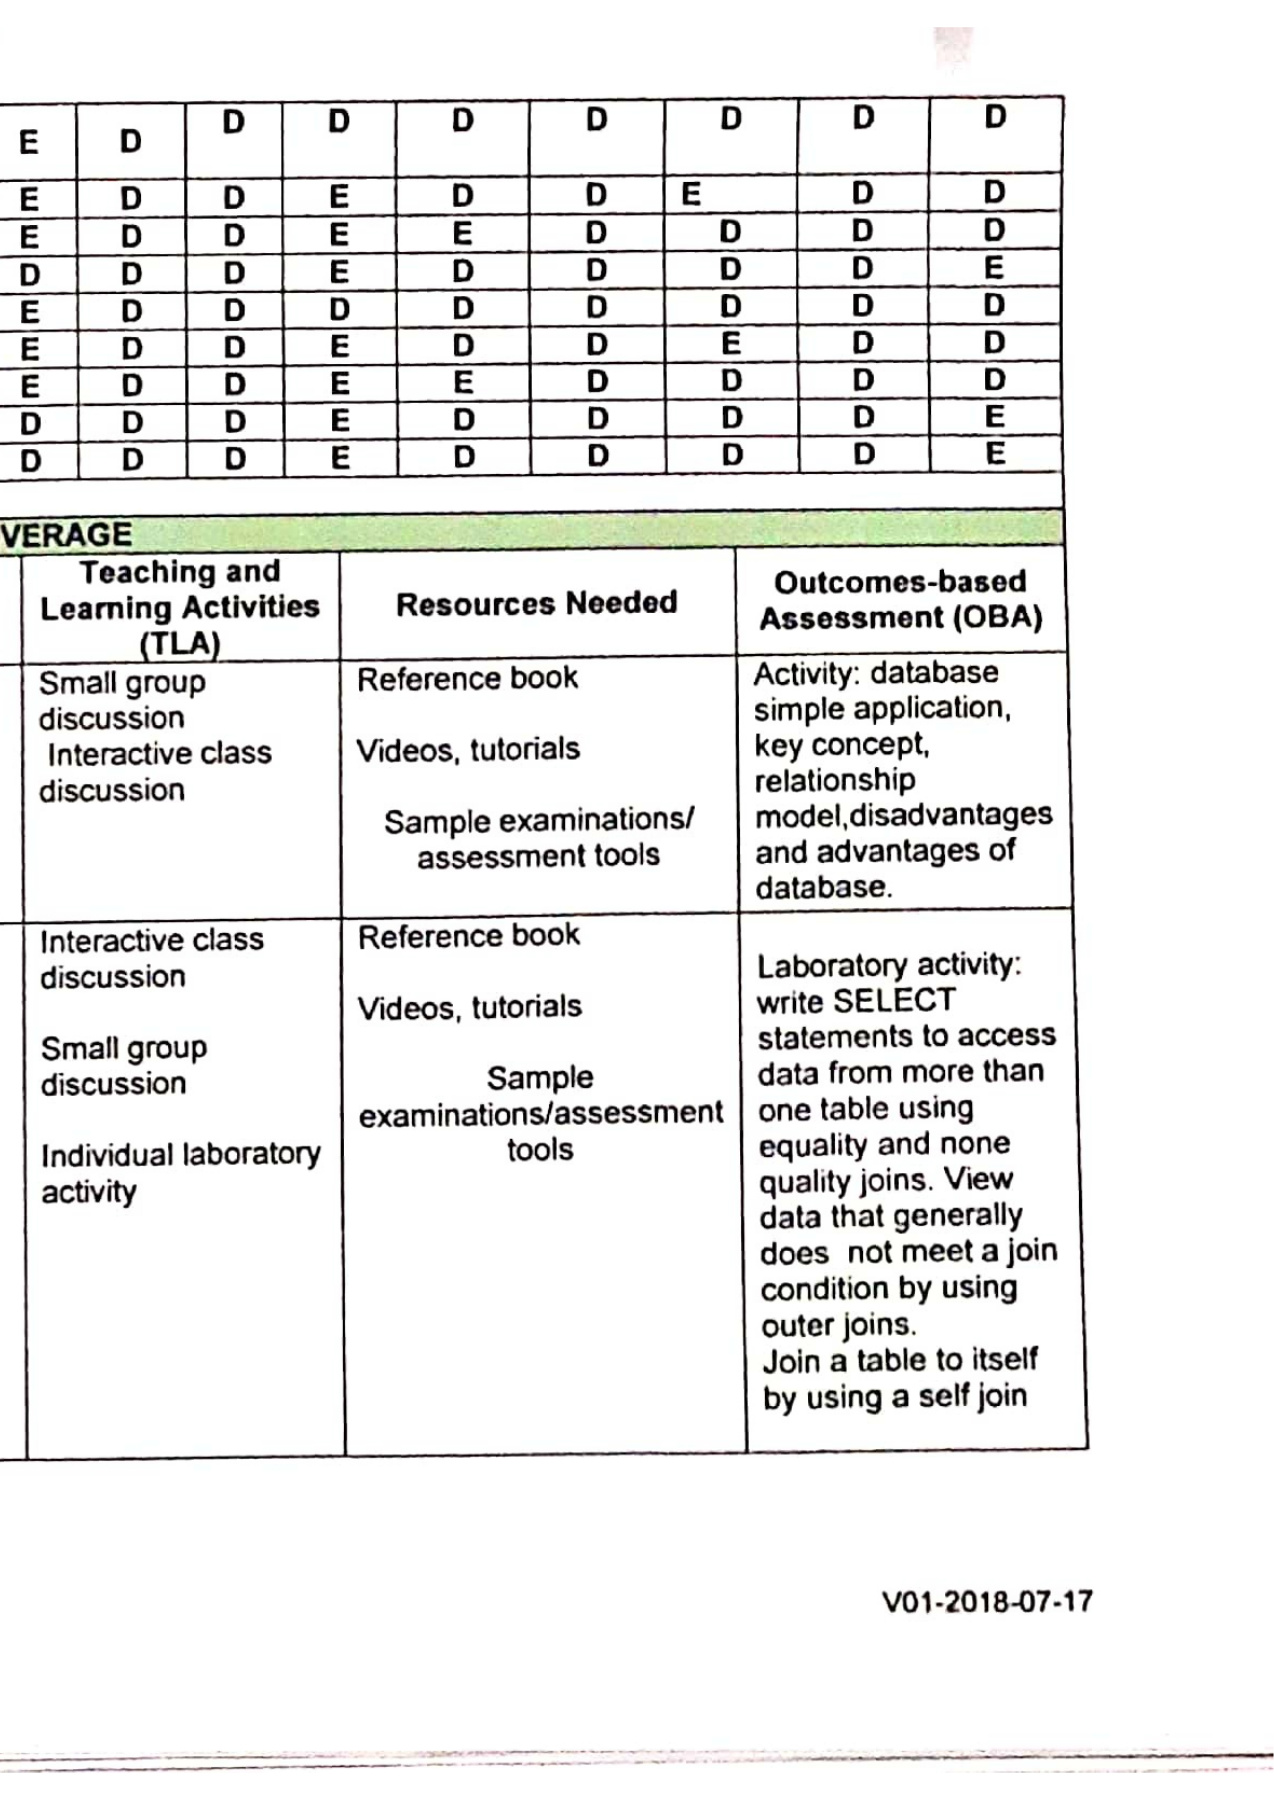 E D D D D D D D D
E D D E D D E D D
E D D E E D D D D
D D D E D D D D E
E D D D D D D D D
E D D E D D E D D
E D D E E D D D D
D D D E D D D D E
D D D E D D D D E
VERAGE
Teaching and
Learning Activities
(TLA)
Resources Needed
Outcomes-based
Assessment (OBA)
Small group
discussion
Interactive class
discussion
Reference book
Videos, tutorials
Sample examinations/
assessment tools
Activity: database
simple application,
key concept,
relationship
model,disadvantages
and advantages of
database.
Interactive class
discussion
Small group
discussion
Individual laboratory
activity
Reference book
Videos, tutorials
Sample
examinations/assessment
tools
Laboratory activity:
write SELECT
statements to access
data from more than
one table using
equality and none
quality joins. View
data that generally
does not meet a join
condition by using
outer joins.
Join a table to itself
by using a self join
V01-2018-07-17